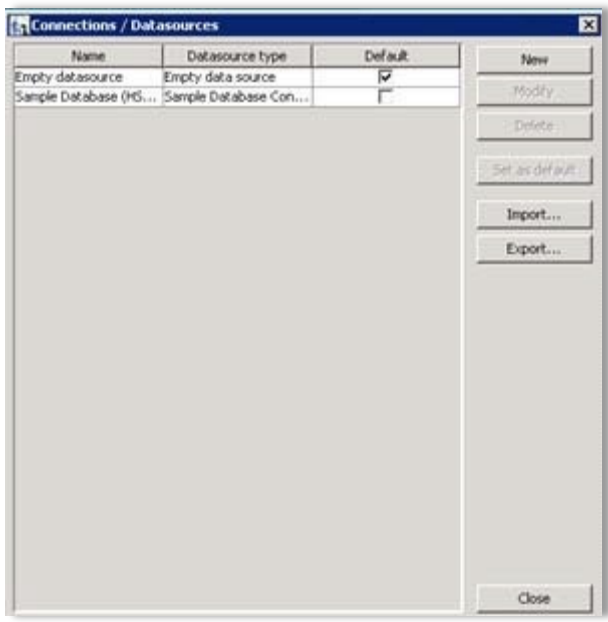 Connections / Datasources
Name Datasource type Default
Empty datasource Empty data source
Sample Database (HS... Sample Database Con...
New
Modify
Delete
Set as default
Import...
Export...
Close